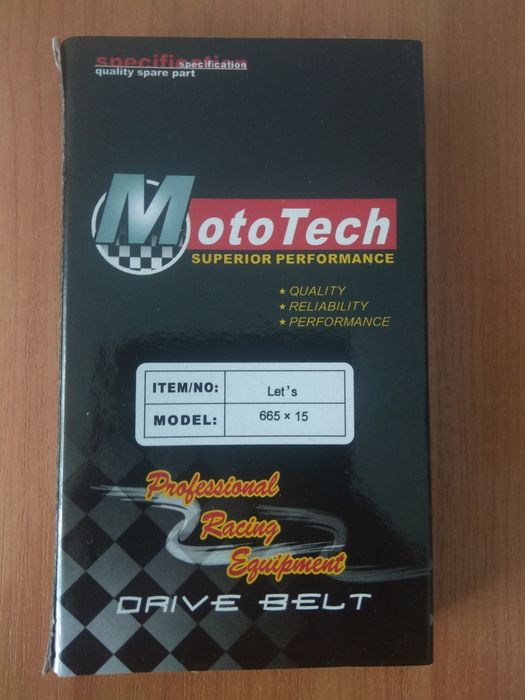 specification
specification
quality spare part
MotoTech
SUPERIOR PERFORMANCE
★ QUALITY
★ RELIABILITY
★ PERFORMANCE
ITEM/NO: Let's
MODEL: 665 × 15
Professional
Racing
Equipment
DRIVE BELT